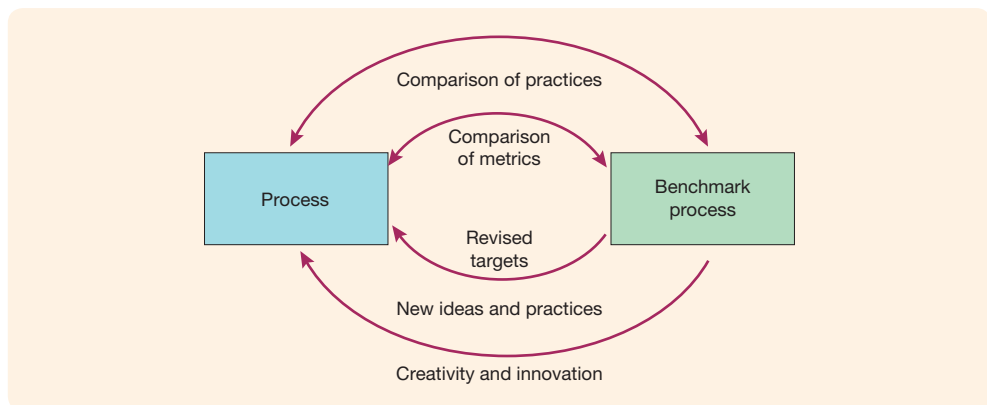 Comparison of practices
Comparison
of metrics
Process
Benchmark
process
Revised
targets
New ideas and practices
Creativity and innovation